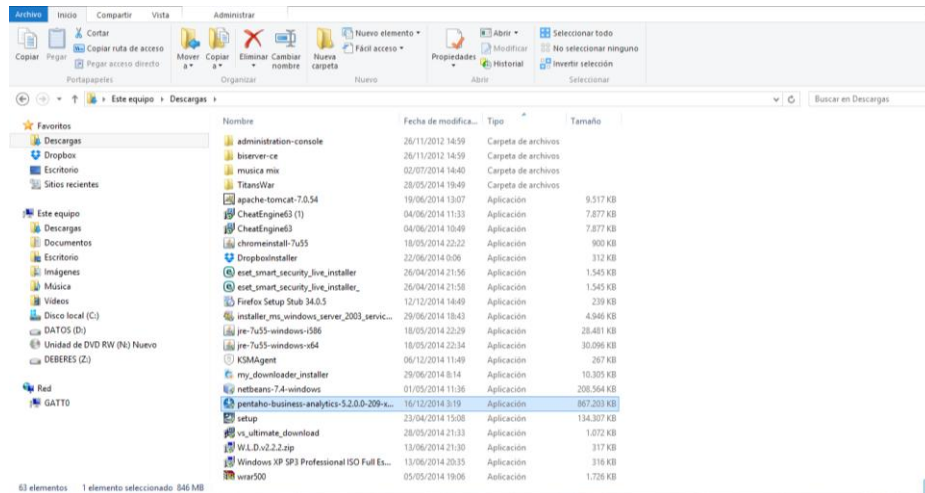 Archivo Inicio Compartir Vista Administrar
Copiar Pegar Cortar Copiar ruta de acceso Pegar acceso directo
Mover a Copiar a Eliminar Cambiar nombre Nueva carpeta
Nuevo elemento Fácil acceso
Propiedades Abrir Modificar Historial
Seleccionar todo No seleccionar ninguno Invertir selección
Portapapeles Organizar Nuevo Abrir Seleccionar
Este equipo Descargas Buscar en Descargas
Favoritos
Descargas
Dropbox
Escritorio
Sitios recientes
Este equipo
Descargas
Documentos
Escritorio
Imágenes
Música
Vídeos
Disco local (C:)
DATOS (D:)
Unidad de DVD RW (N:) Nuevo
DEBERES (Z:)
Red
GATTO
Nombre Fecha de modifica... Tipo Tamaño
administration-console 26/11/2012 14:59 Carpeta de archivos
biserver-ce 26/11/2012 14:59 Carpeta de archivos
musica mix 02/07/2014 14:40 Carpeta de archivos
TitansWar 28/05/2014 19:49 Carpeta de archivos
apache-tomcat-7.0.54 19/06/2014 13:07 Aplicación 9.517 KB
CheatEngine63 (1) 04/06/2014 11:33 Aplicación 7.877 KB
CheatEngine63 04/06/2014 10:49 Aplicación 7.877 KB
chromeinstall-7u55 18/05/2014 22:22 Aplicación 900 KB
DropboxInstaller 22/06/2014 0:06 Aplicación 312 KB
eset_smart_security_live_installer 26/04/2014 21:56 Aplicación 1.545 KB
eset_smart_security_live_installer_ 26/04/2014 21:58 Aplicación 1.545 KB
Firefox Setup Stub 34.0.5 12/12/2014 14:49 Aplicación 239 KB
installer_ms_windows_server_2003_servic... 29/06/2014 18:43 Aplicación 4.946 KB
jre-7u55-windows-i586 18/05/2014 22:29 Aplicación 28.481 KB
jre-7u55-windows-x64 18/05/2014 22:34 Aplicación 30.096 KB
KSMAgent 06/12/2014 11:49 Aplicación 267 KB
my_downloader_installer 29/06/2014 8:14 Aplicación 10.305 KB
netbeans-7.4-windows 01/05/2014 11:36 Aplicación 208.564 KB
pentaho-business-analytics-5.2.0.0-209-x... 16/12/2014 3:19 Aplicación 867.203 KB
setup 23/04/2014 15:08 Aplicación 134.307 KB
vs_ultimate_download 28/05/2014 21:33 Aplicación 1.072 KB
W.L.D.v2.2.2.zip 13/06/2014 21:30 Aplicación 317 KB
Windows XP SP3 Professional ISO Full Es... 13/06/2014 20:35 Aplicación 316 KB
wrar500 05/05/2014 19:06 Aplicación 1.726 KB
63 elementos 1 elemento seleccionado 846 MB